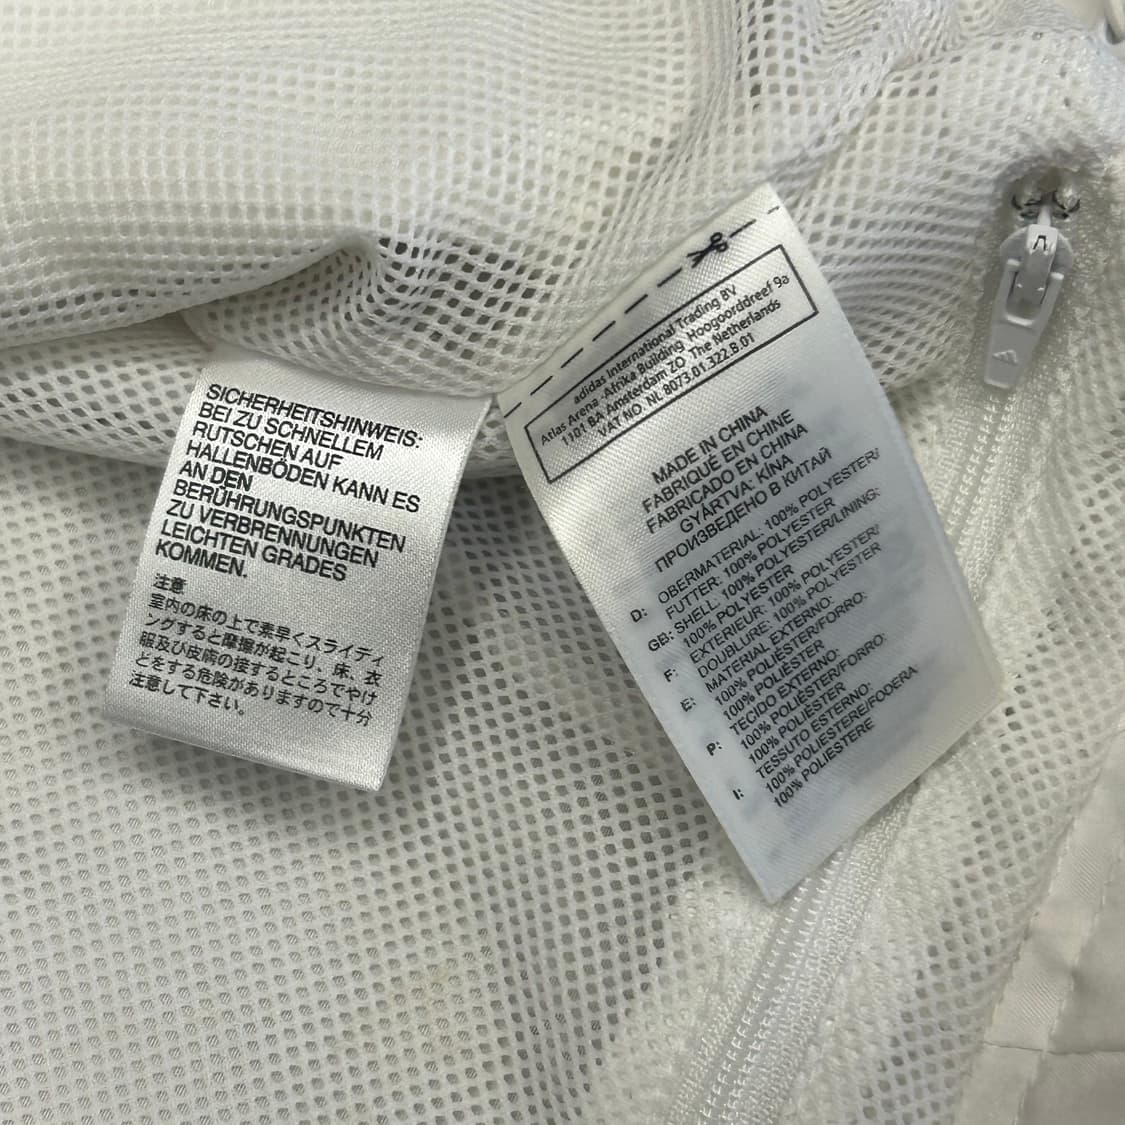 SICHERHEITSHINWEIS:
BEI ZU SCHNELLEM
RUTSCHEN AUF
HALLENBÖDEN KANN ES
AN DEN
BERÜHRUNGSPUNKTEN
ZU VERBRENNUNGEN
LEICHTEN GRADES
KOMMEN.
注意
室内の床の上で素早くスライディ
ングすると摩擦が起こり、床、衣
服及び皮膚の接するところでやけ
どをする危険がありますので十分
注意して下さい。
adidas International Trading BV
Atlas Arena -Afrika Building, Hoogoorddreef 9a
1101 BA Amsterdam ZO The Netherlands
VAT NO. NL 8073.01.322.B.01
MADE IN CHINA
FABRIQUÉ EN CHINE
FABRICADO EN CHINA
GYÁRTVA: KÍNA
ПРОИЗВЕДЕНО В КИТАЙ
D: OBERMATERIAL: 100% POLYESTER/
FUTTER: 100% POLYESTER
GB: SHELL: 100% POLYESTER/LINING:
100% POLYESTER
F: EXTERIEUR: 100% POLYESTER/
DOUBLURE: 100% POLYESTER
E: MATERIAL EXTERNO:
100% POLIÉSTER/FORRO:
100% POLIÉSTER
P: TECIDO EXTERNO:
100% POLIÉSTER/FORRO:
100% POLIÉSTER
I: TESSUTO ESTERNO:
100% POLIESTERE/FODERA
100% POLIESTERE